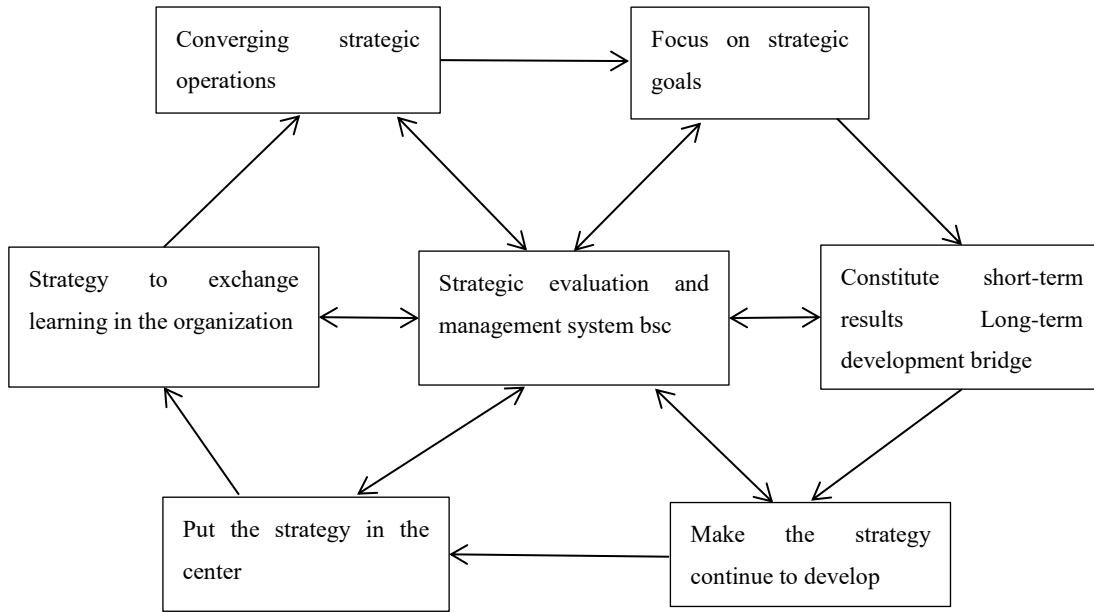 Converging strategic
operations
Focus on strategic
goals
Strategy to exchange
learning in the organization
Strategic evaluation and
management system bsc
Constitute short-term
results Long-term
development bridge
Put the strategy in the
center
Make the strategy
continue to develop